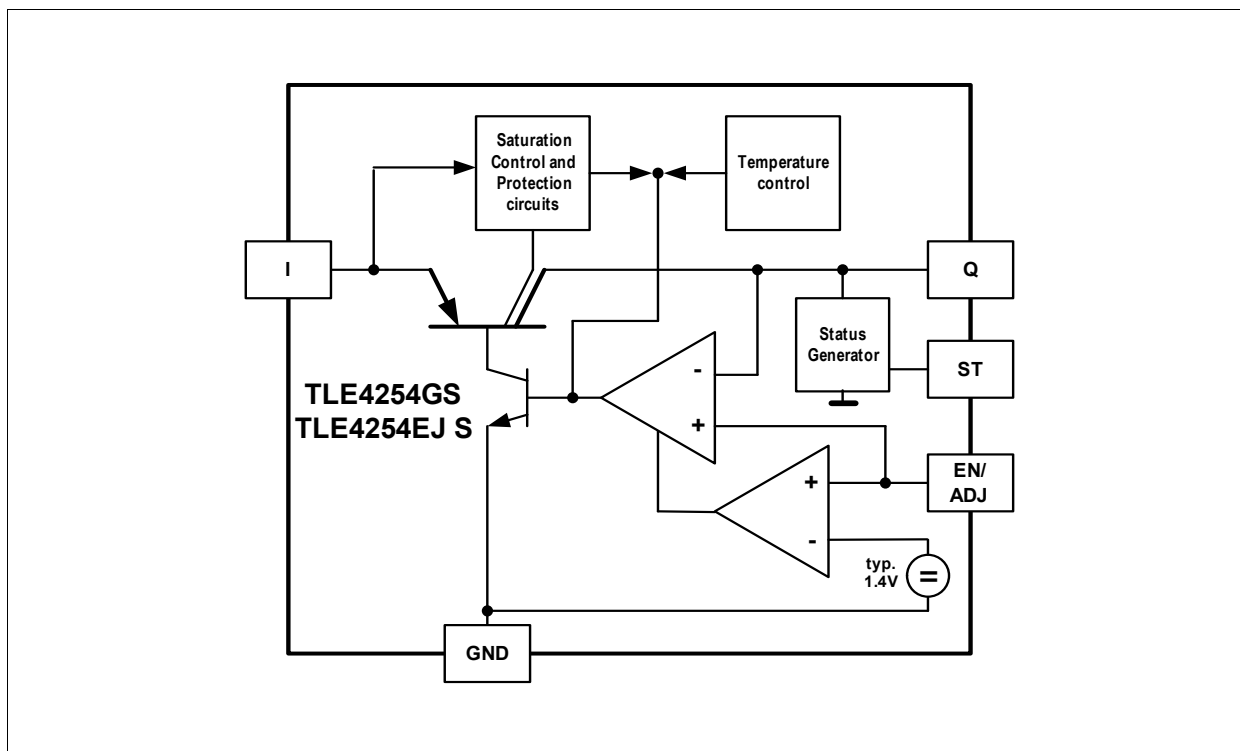 Saturation
Control and
Protection
circuits
Temperature
control
I
Q
Status
Generator
ST
-
+
TLE4254GS
TLE4254EJ S
EN/
ADJ
+
-
typ.
1.4V
=
GND